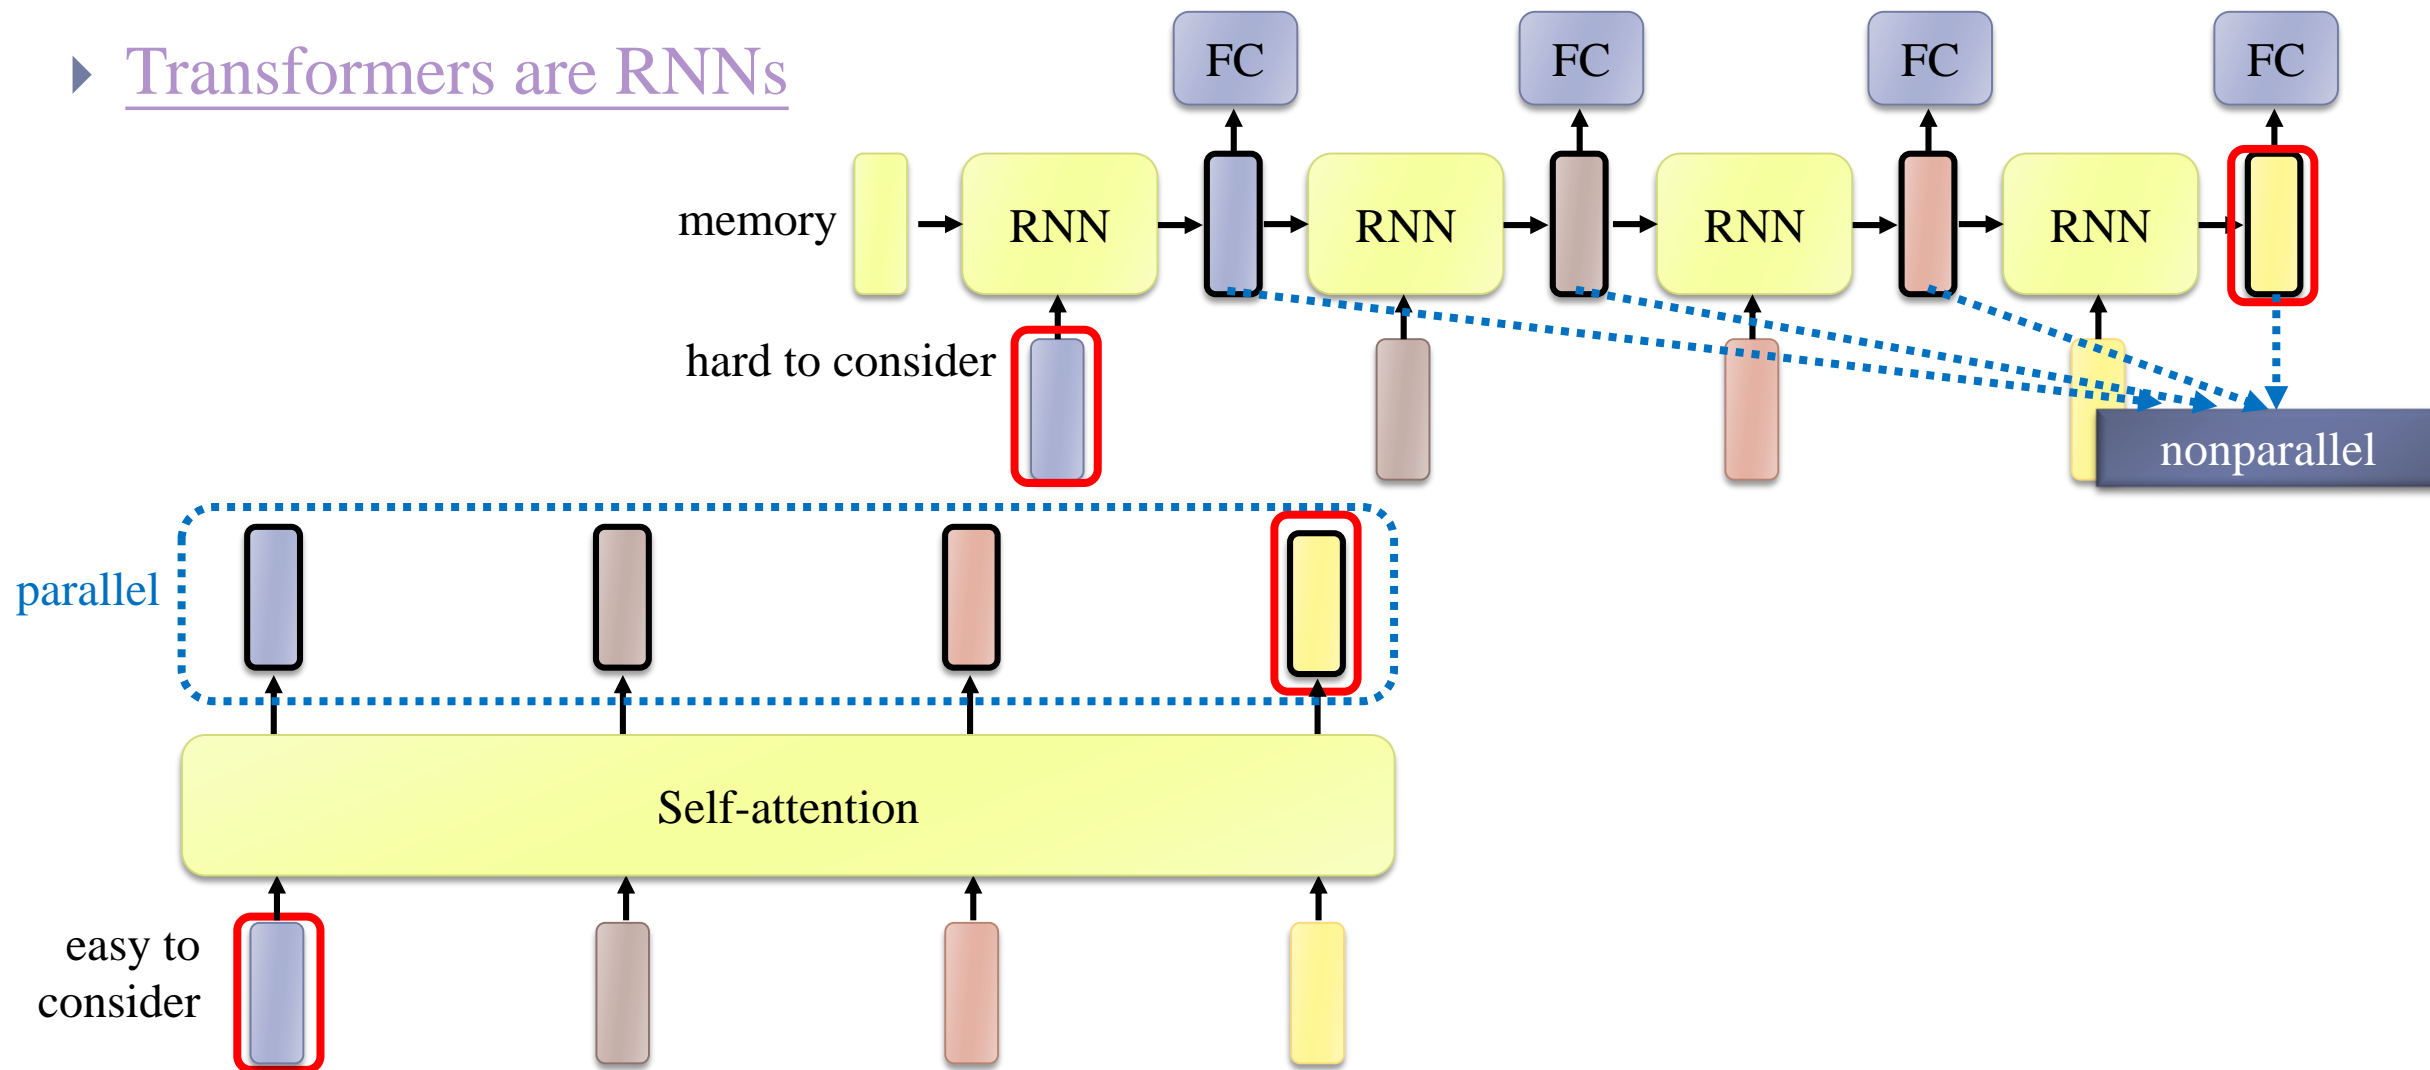 Transformers are RNNs
FC
FC
FC
FC
memory
RNN
RNN
RNN
RNN
hard to consider
nonparallel
parallel
Self-attention
easy to
consider